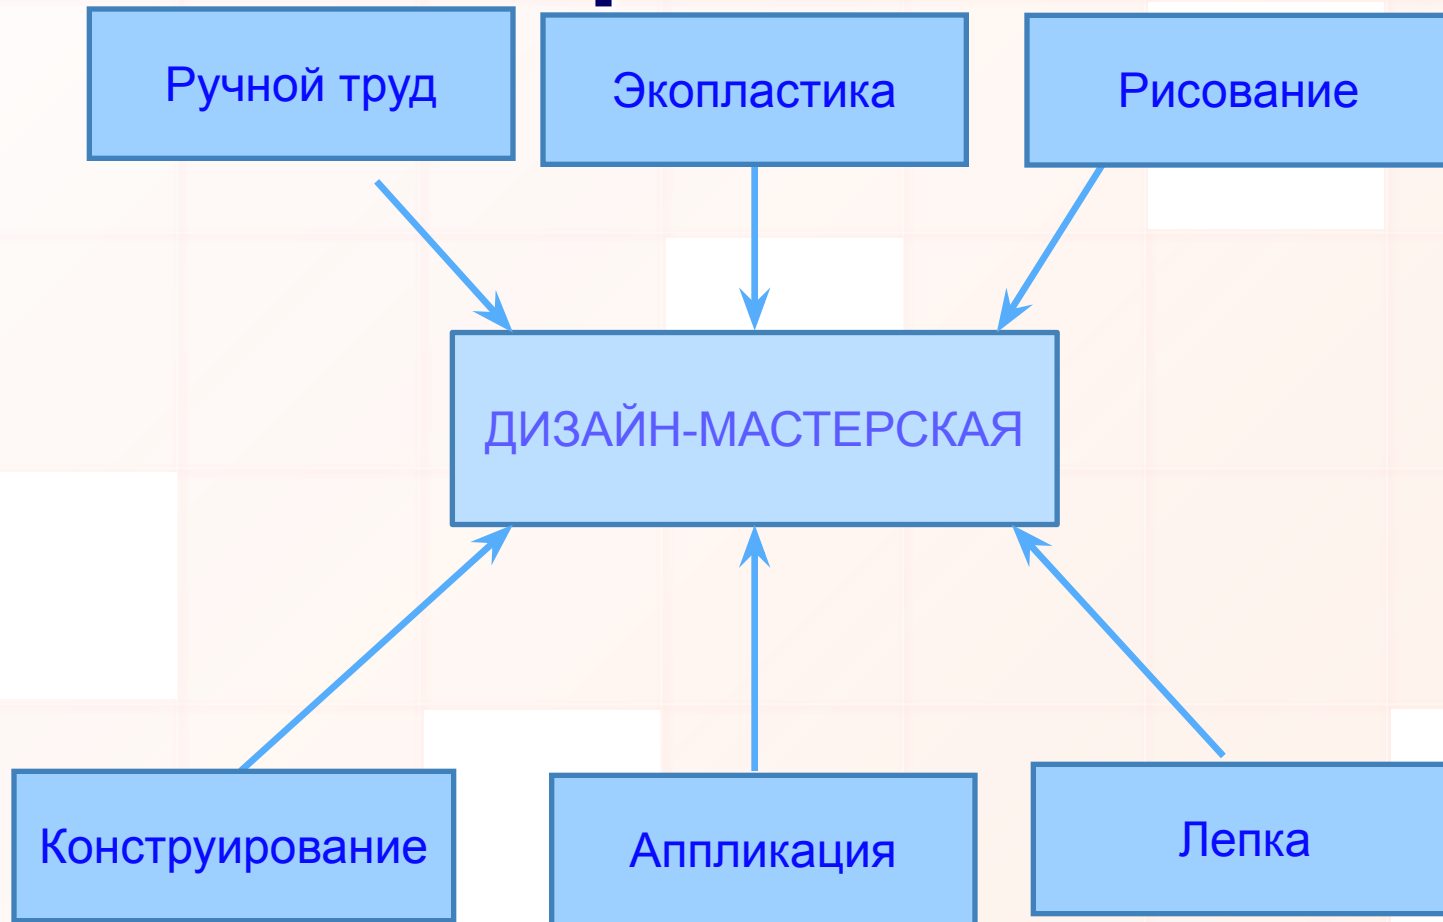 Ручной труд
Экопластика
Рисование
ДИЗАЙН-МАСТЕРСКАЯ
Конструирование
Аппликация
Лепка